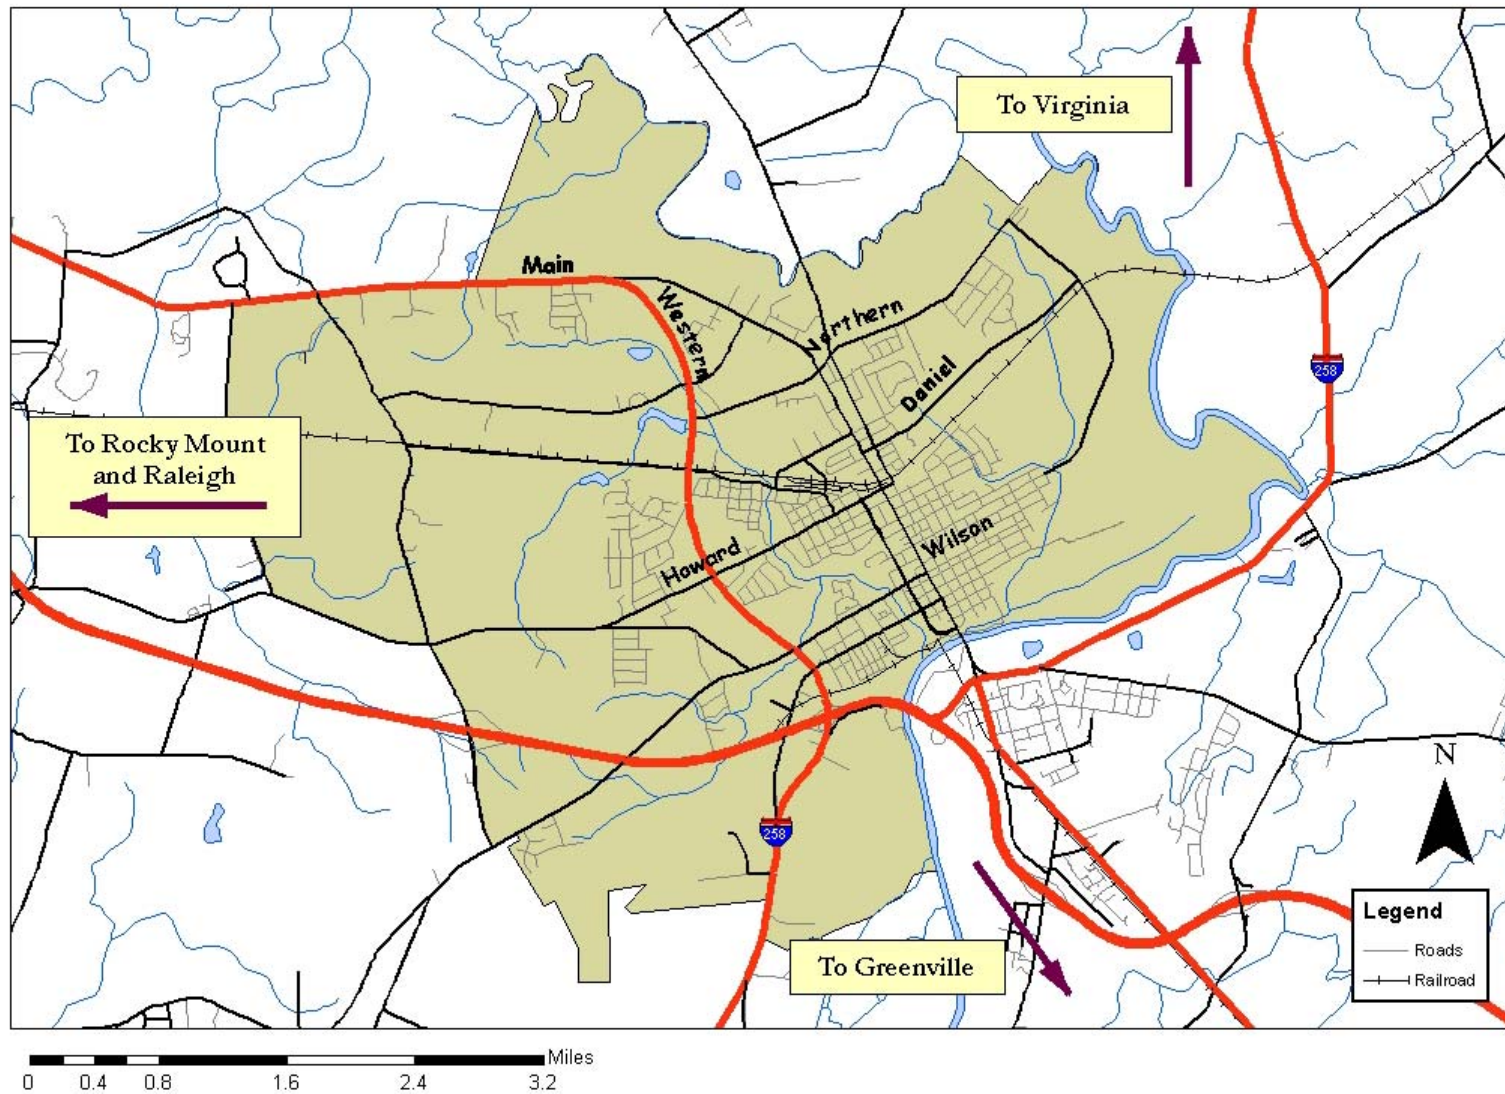 To Virginia
Main
Western
Northern
Daniel
258
To Rocky Mount
and Raleigh
Wilson
Howard
N
258
Legend
Roads
Railroad
To Greenville
Miles
0 0.4 0.8 1.6 2.4 3.2